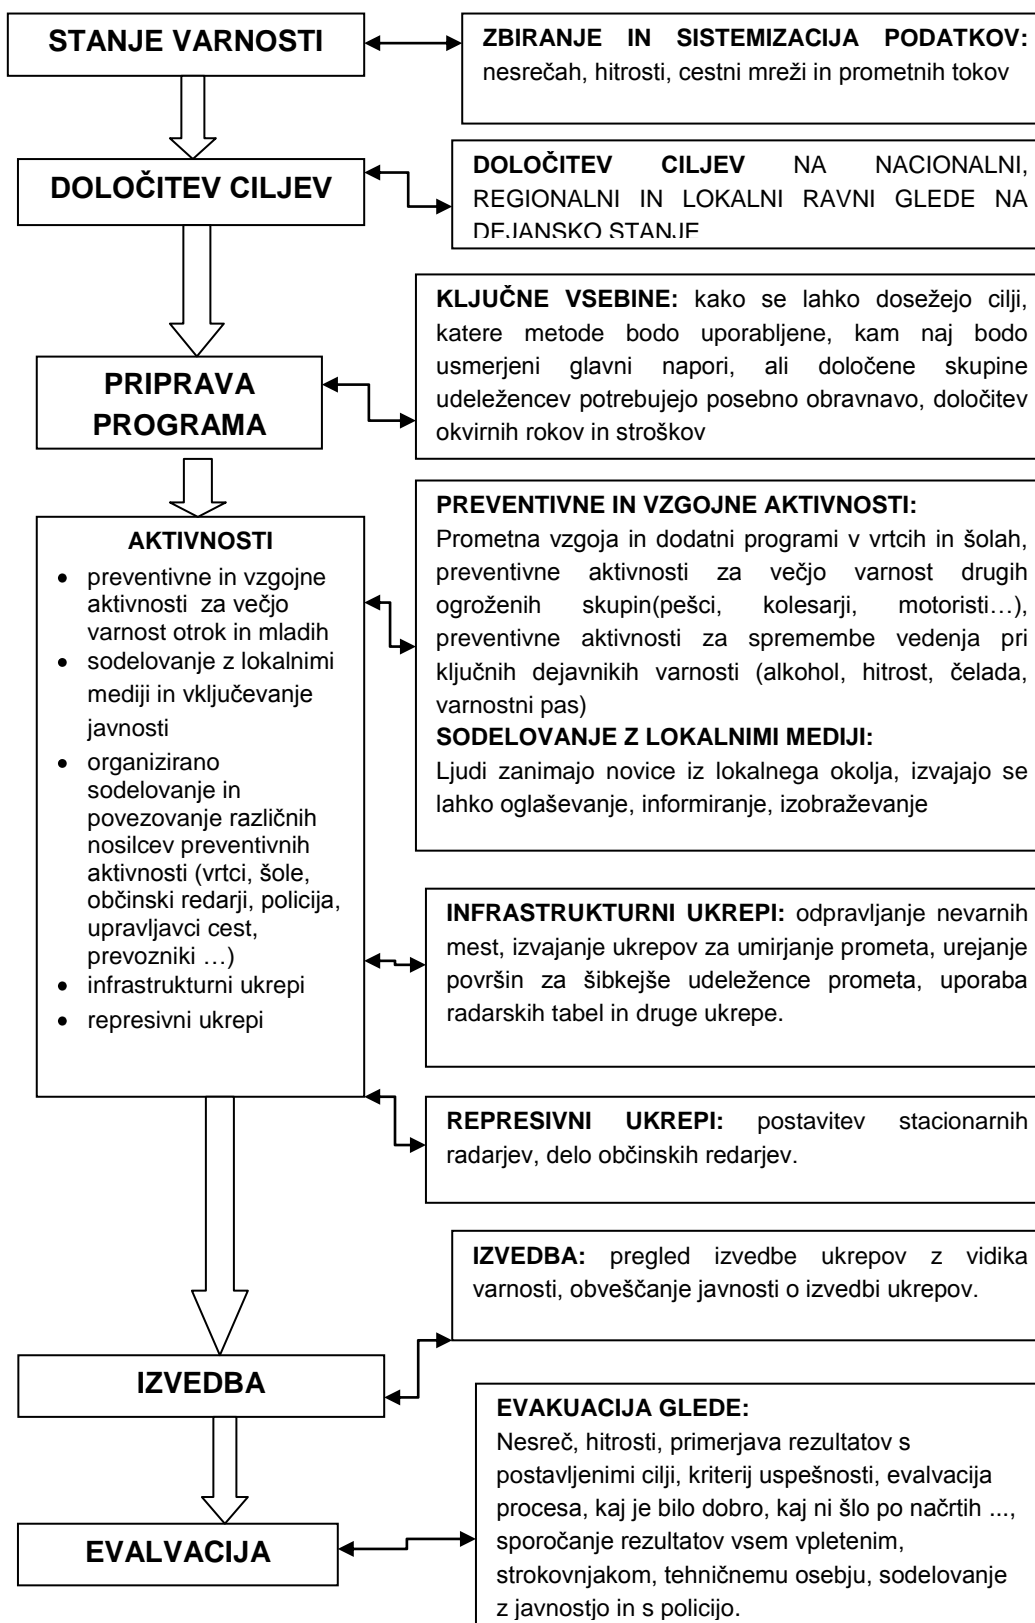 STANJE VARNOSTI
ZBIRANJE IN SISTEMIZACIJA PODATKOV:
nesrečah, hitrosti, cestni mreži in prometnih tokov
DOLOČITEV CILJEV
DOLOČITEV CILJEV NA NACIONALNI,
REGIONALNI IN LOKALNI RAVNI GLEDE NA
DEJANSKO STANJE
PRIPRAVA
PROGRAMA
KLJUČNE VSEBINE: kako se lahko dosežejo cilji,
katere metode bodo uporabljene, kam naj bodo
usmerjeni glavni napori, ali določene skupine
udeležencev potrebujejo posebno obravnavo, določitev
okvirnih rokov in stroškov
AKTIVNOSTI
• preventivne in vzgojne
aktivnosti za večjo
varnost otrok in mladih
• sodelovanje z lokalnimi
mediji in vključevanje
javnosti
• organizirano
sodelovanje in
povezovanje različnih
nosilcev preventivnih
aktivnosti (vrtci, šole,
občinski redarji, policija,
upravljavci cest,
prevozniki …)
• infrastrukturni ukrepi
• represivni ukrepi
PREVENTIVNE IN VZGOJNE AKTIVNOSTI:
Prometna vzgoja in dodatni programi v vrtcih in šolah,
preventivne aktivnosti za večjo varnost drugih
ogroženih skupin(pešci, kolesarji, motoristi…),
preventivne aktivnosti za spremembe vedenja pri
ključnih dejavnikih varnosti (alkohol, hitrost, čelada,
varnostni pas)
SODELOVANJE Z LOKALNIMI MEDIJI:
Ljudi zanimajo novice iz lokalnega okolja, izvajajo se
lahko oglaševanje, informiranje, izobraževanje
INFRASTRUKTURNI UKREPI: odpravljanje nevarnih
mest, izvajanje ukrepov za umirjanje prometa, urejanje
površin za šibkejše udeležence prometa, uporaba
radarskih tabel in druge ukrepe.
REPRESIVNI UKREPI: postavitev stacionarnih
radarjev, delo občinskih redarjev.
IZVEDBA: pregled izvedbe ukrepov z vidika
varnosti, obveščanje javnosti o izvedbi ukrepov.
IZVEDBA
EVAKUACIJA GLEDE:
Nesreč, hitrosti, primerjava rezultatov s
postavljenimi cilji, kriterij uspešnosti, evalvacija
procesa, kaj je bilo dobro, kaj ni šlo po načrtih ...,
sporočanje rezultatov vsem vpletenim,
strokovnjakom, tehničnemu osebju, sodelovanje
z javnostjo in s policijo.
EVALVACIJA